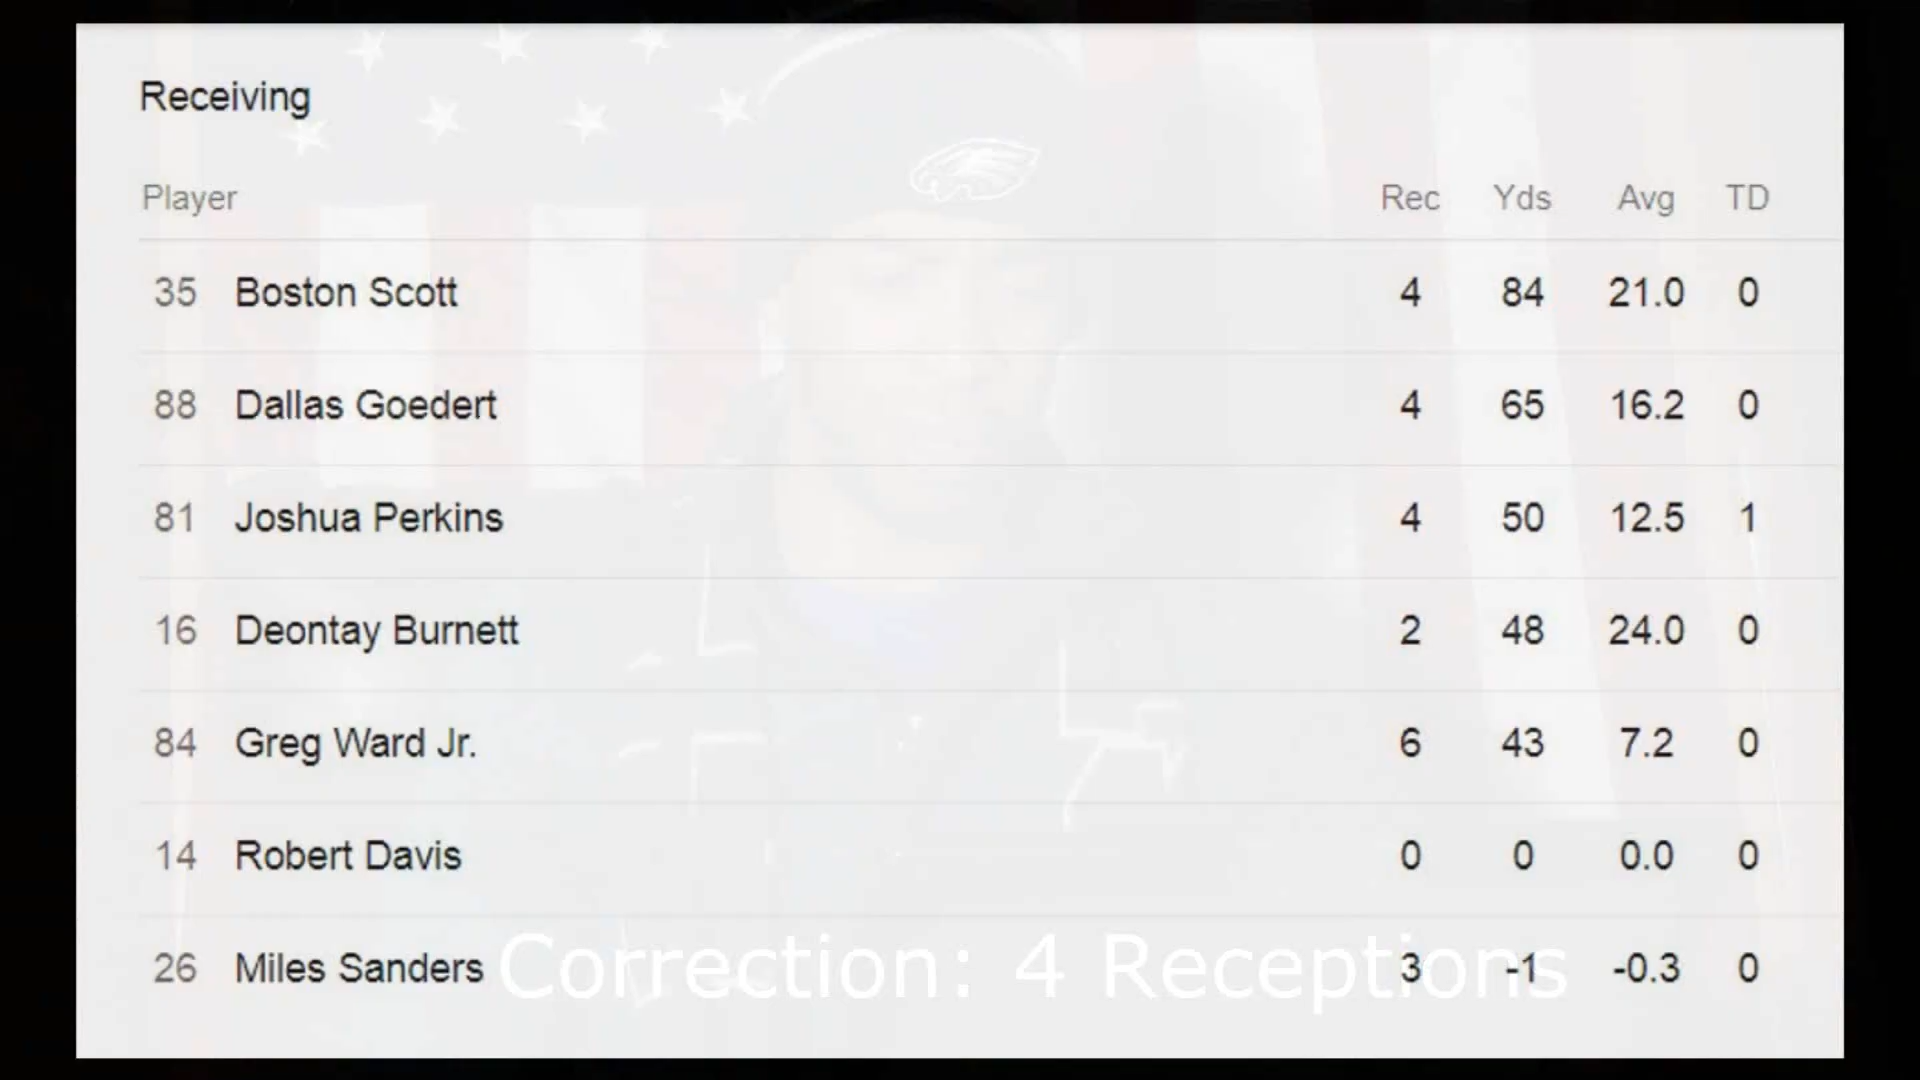 Receiving
Player Rec Yds Avg TD
35 Boston Scott 4 84 21.0 0
88 Dallas Goedert 4 65 16.2 0
81 Joshua Perkins 4 50 12.5 1
16 Deontay Burnett 2 48 24.0 0
84 Greg Ward Jr. 6 43 7.2 0
14 Robert Davis 0 0 0.0 0
26 Miles Sanders 3 -1 -0.3 0
Correction: 4 Receptions